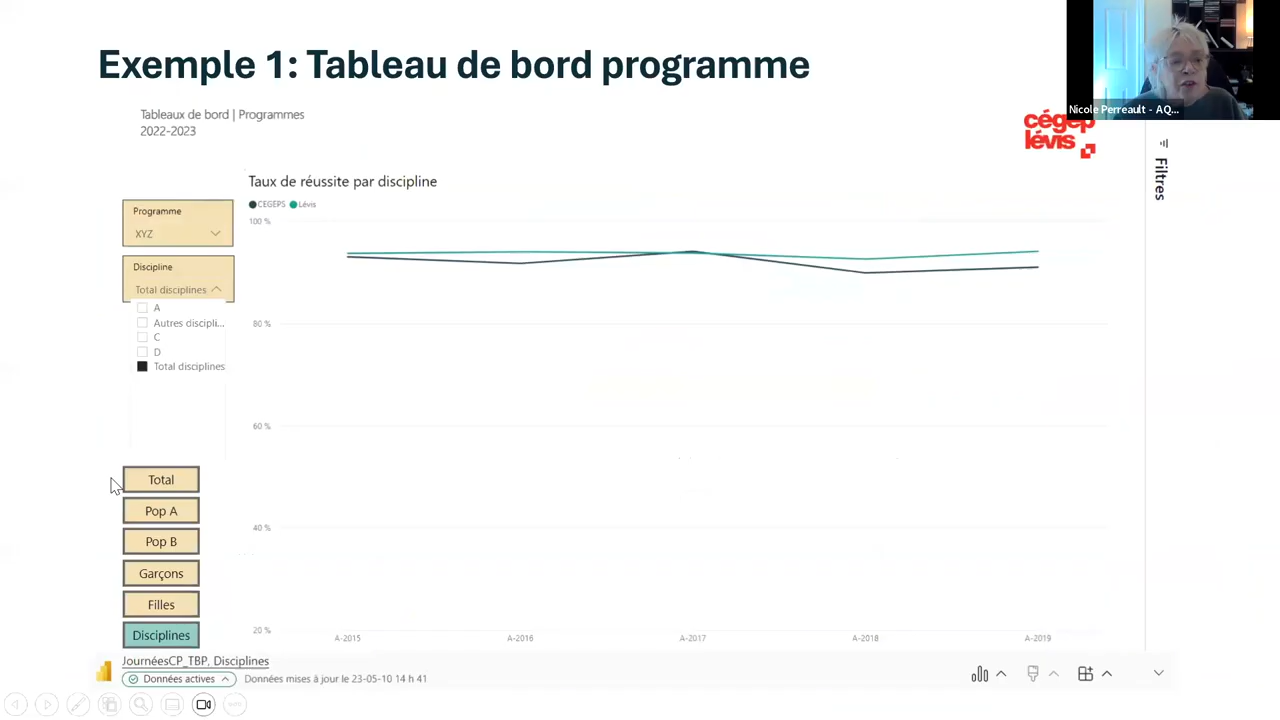 Exemple 1: Tableau de bord programme
Nicole Perreault - AQ...
Tableaux de bord | Programmes
2022-2023
cégep
lévis
Filtres
Taux de réussite par discipline
CEGEPS Lévis
Programme
XYZ
Discipline
Total disciplines
A
Autres discipli...
C
D
Total disciplines
100 %
80 %
60 %
40 %
20 %
A-2015 A-2016 A-2017 A-2018 A-2019
Total
Pop A
Pop B
Garçons
Filles
Disciplines
JournéesCP_TBP, Disciplines
Données actives
Données mises à jour le 23-05-10 14 h 41